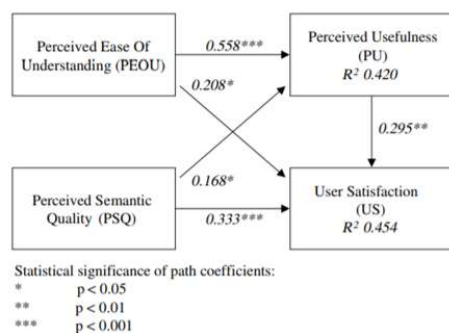 Perceived Ease Of
Understanding (PEOU)
0.558***
Perceived Usefulness
(PU)
R² 0.420
0.208*
0.295**
Perceived Semantic
Quality (PSQ)
0.168*
0.333***
User Satisfaction
(US)
R² 0.454
Statistical significance of path coefficients:
* p < 0.05
** p < 0.01
*** p < 0.001